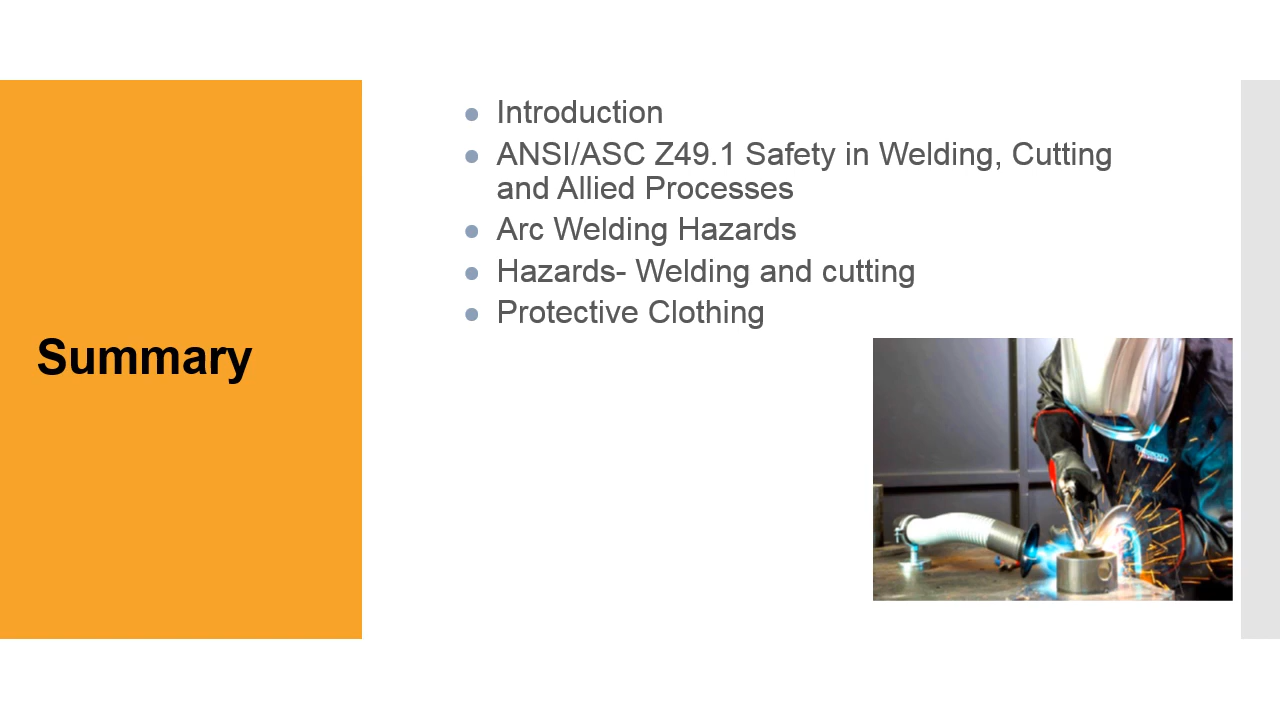 Summary
Introduction
ANSI/ASC Z49.1 Safety in Welding, Cutting
and Allied Processes
Arc Welding Hazards
Hazards- Welding and cutting
Protective Clothing